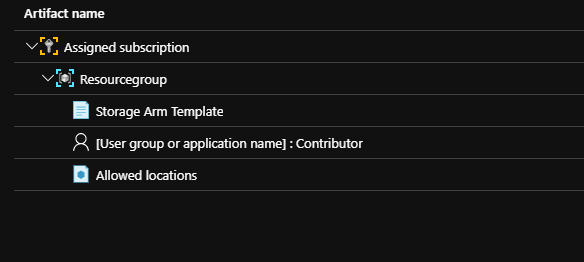 Artifact name
Assigned subscription
Resourcegroup
Storage Arm Template
[User group or application name] : Contributor
Allowed locations